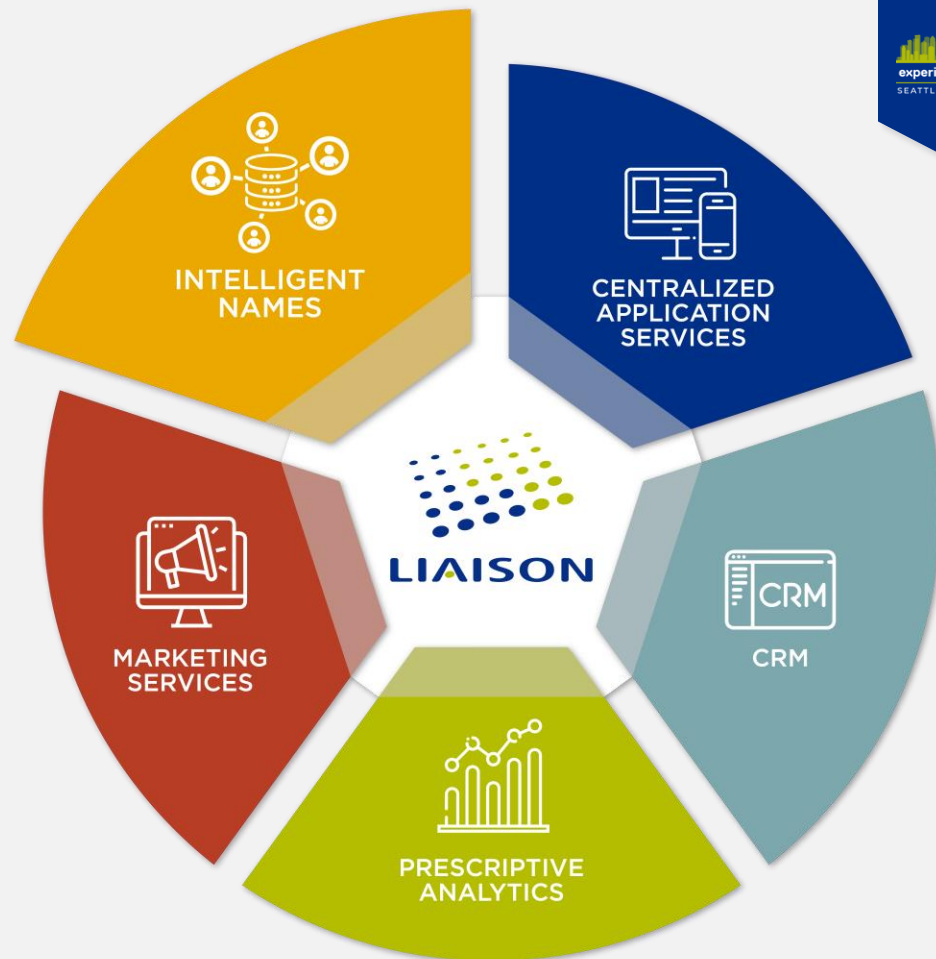 INTELLIGENT
NAMES
CENTRALIZED
APPLICATION
SERVICES
LIAISON
MARKETING
SERVICES
CRM
CRM
PRESCRIPTIVE
ANALYTICS